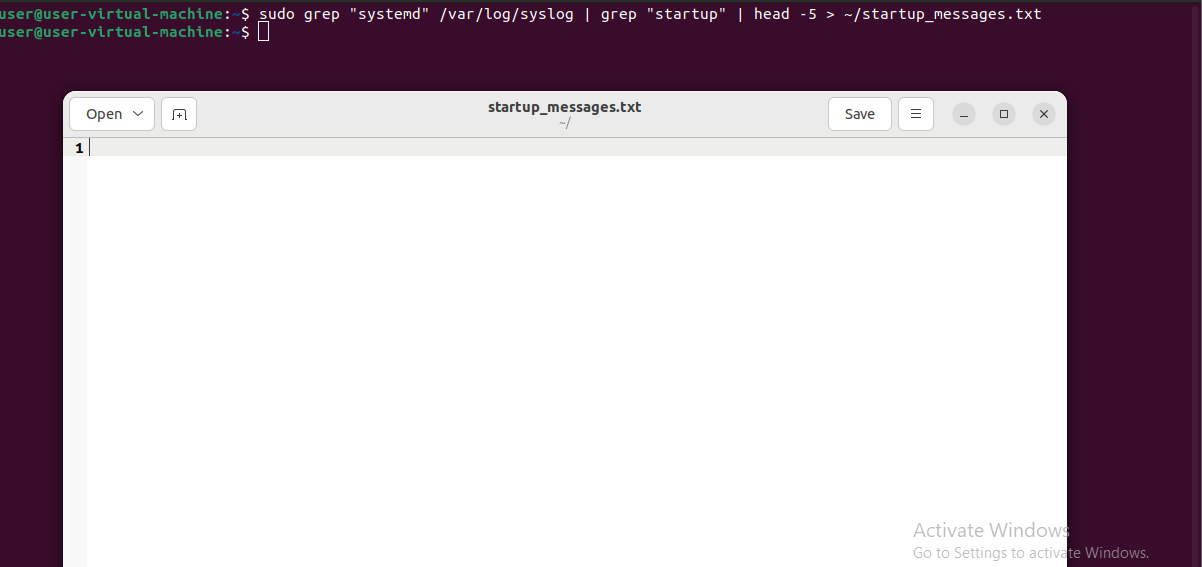 user@user-virtual-machine:~$ sudo grep "systemd" /var/log/syslog | grep "startup" | head -5 > ~/startup_messages.txt
user@user-virtual-machine:~$
Open
startup_messages.txt
~/
Save
1
Activate Windows
Go to Settings to activate Windows.